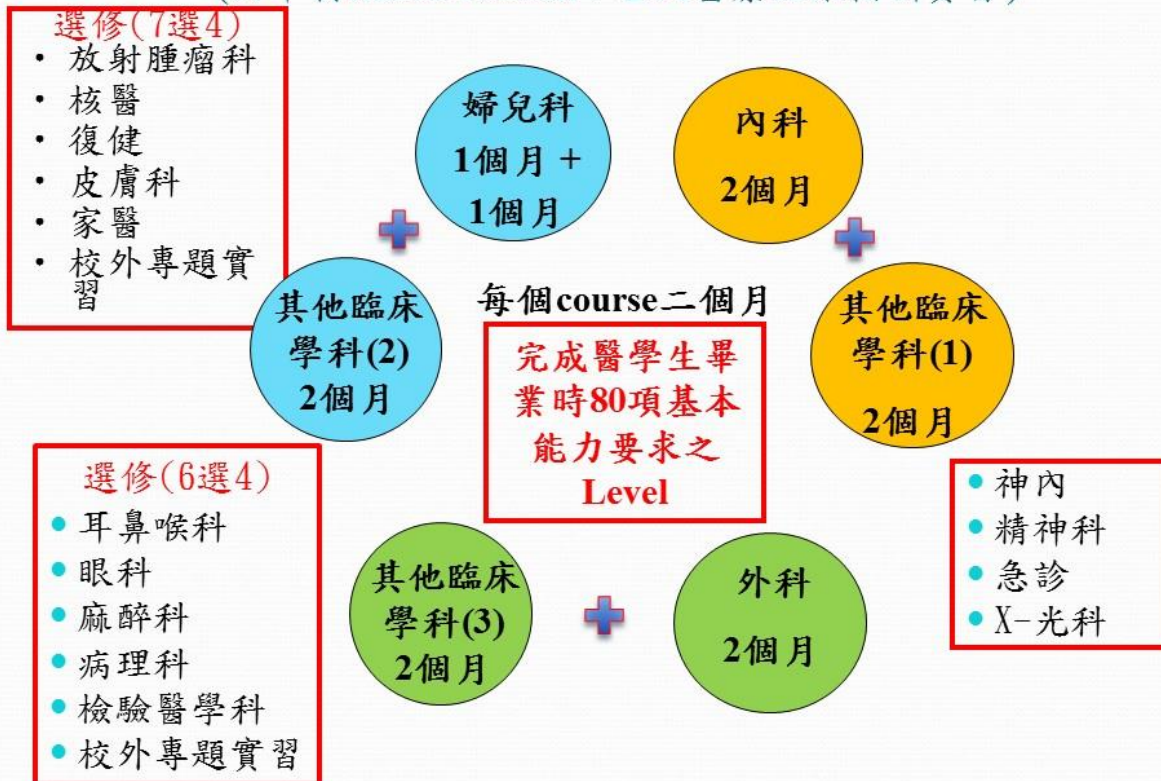 選修(7選4)
• 放射腫瘤科
• 核醫
• 復健
• 皮膚科
• 家醫
• 校外專題實
習
婦兒科
1個月 +
1個月
內科
2個月
其他臨床
學科(2)
2個月
每個course二個月
完成醫學生畢
業時80項基本
能力要求之
Level
其他臨床
學科(1)
2個月
選修(6選4)
• 耳鼻喉科
• 眼科
• 麻醉科
• 病理科
• 檢驗醫學科
• 校外專題實習
其他臨床
學科(3)
2個月
外科
2個月
• 神內
• 精神科
• 急診
• X-光科